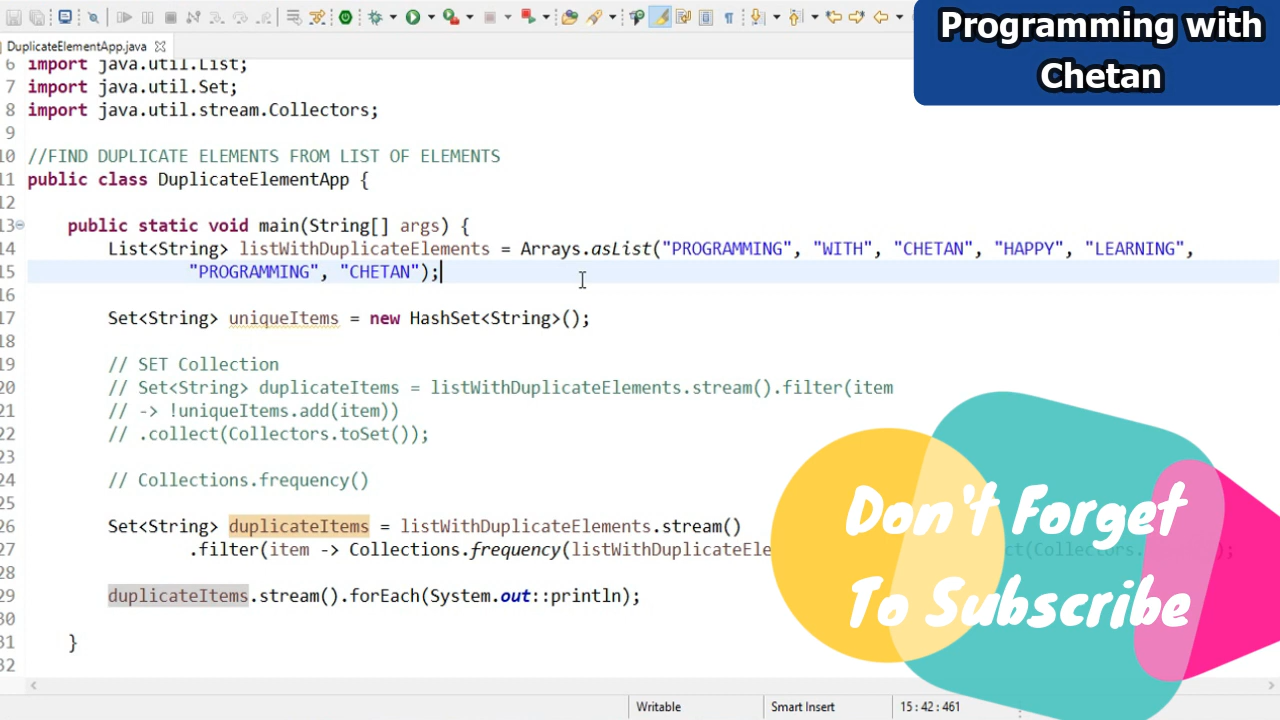 Programming with
Chetan
DuplicateElementApp.java
6 import java.util.List;
7 import java.util.Set;
8 import java.util.stream.Collectors;
9
10 //FIND DUPLICATE ELEMENTS FROM LIST OF ELEMENTS
11 public class DuplicateElementApp {
12
13 public static void main(String[] args) {
14 List<String> listWithDuplicateElements = Arrays.asList("PROGRAMMING", "WITH", "CHETAN", "HAPPY", "LEARNING",
15 "PROGRAMMING", "CHETAN");
16
17 Set<String> uniqueItems = new HashSet<String>();
18
19 // SET Collection
20 // Set<String> duplicateItems = listWithDuplicateElements.stream().filter(item
21 // -> !uniqueItems.add(item))
22 // .collect(Collectors.toSet());
23
24 // Collections.frequency()
25
26 Set<String> duplicateItems = listWithDuplicateElements.stream()
27 .filter(item -> Collections.frequency(listWithDuplicateEle
28
29 duplicateItems.stream().forEach(System.out::println);
30
31 }
32
Don't Forget
To Subscribe
Writable Smart Insert 15:42:461